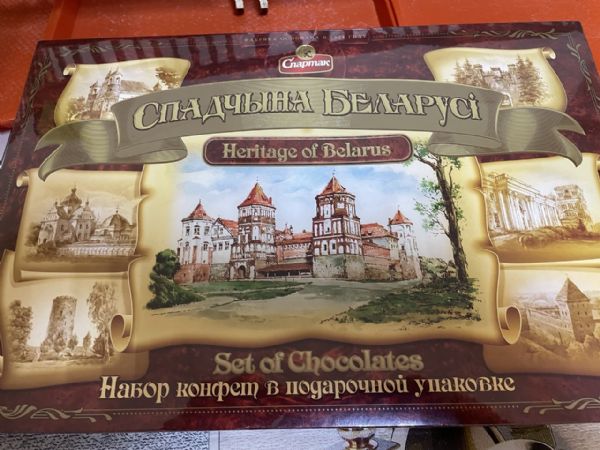 Спартак
Спадчына Беларусі
Heritage of Belarus
Set of Chocolates
Набор конфет в подарочной упаковке